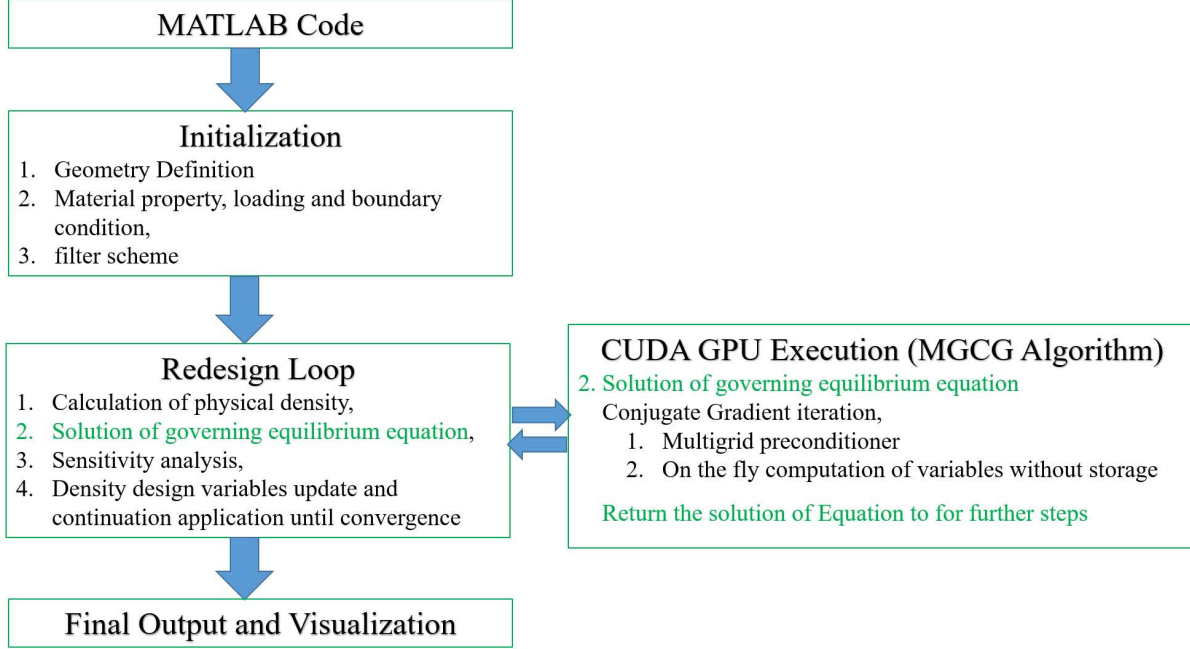 MATLAB Code
Initialization
1. Geometry Definition
2. Material property, loading and boundary
condition,
3. filter scheme
Redesign Loop
1. Calculation of physical density,
2. Solution of governing equilibrium equation,
3. Sensitivity analysis,
4. Density design variables update and
continuation application until convergence
CUDA GPU Execution (MGCG Algorithm)
2. Solution of governing equilibrium equation
Conjugate Gradient iteration,
1. Multigrid preconditioner
2. On the fly computation of variables without storage
Return the solution of Equation to for further steps
Final Output and Visualization